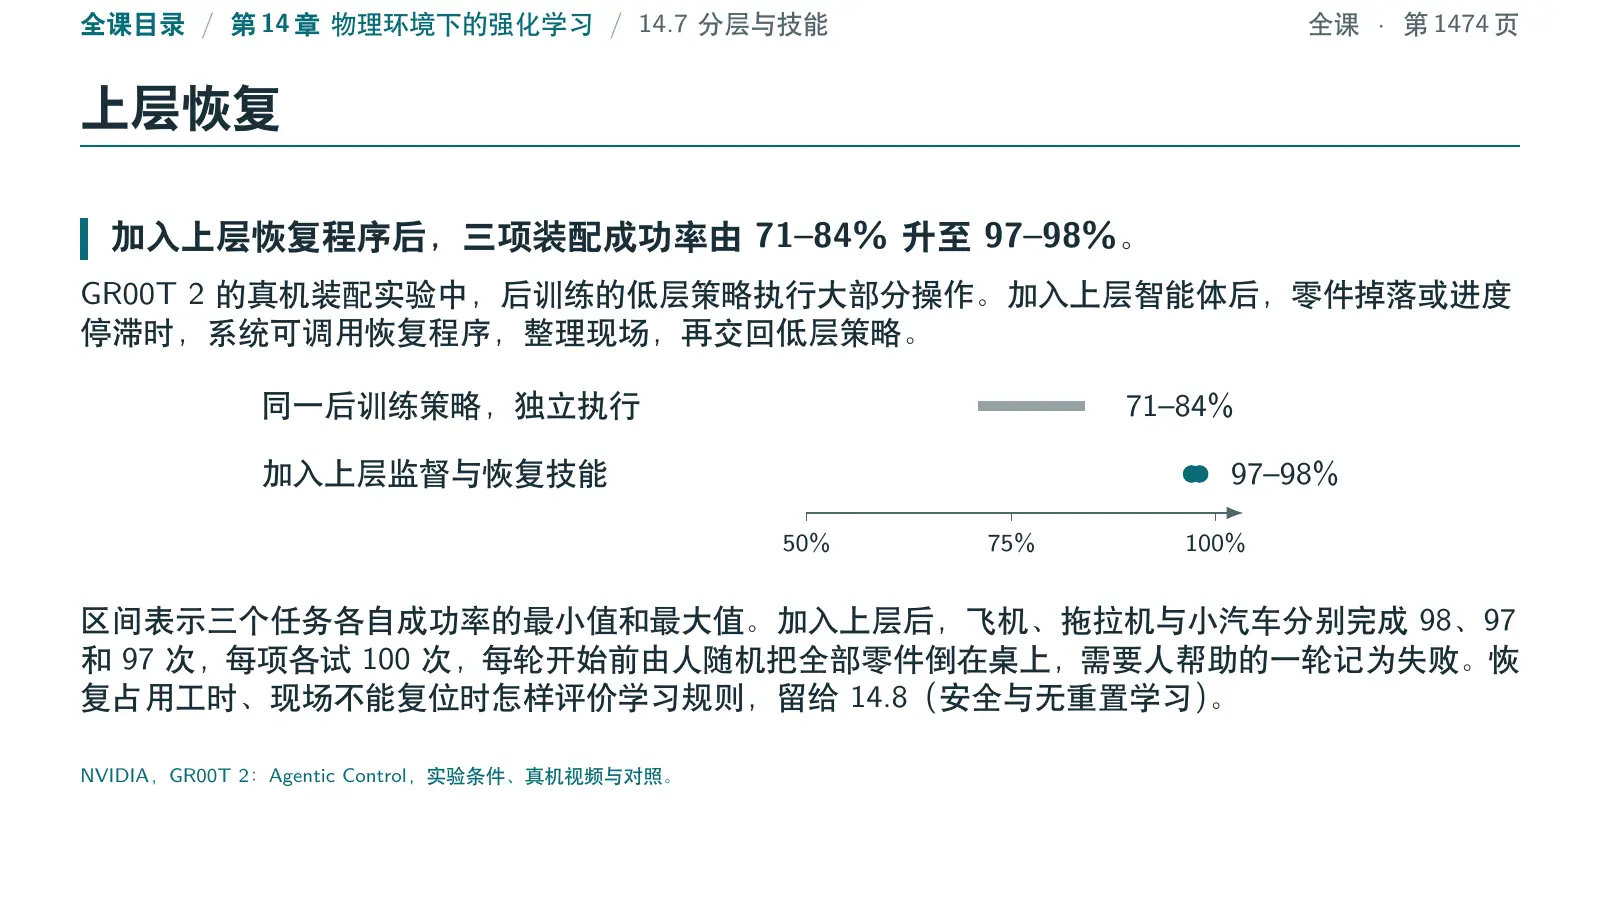 全课目录 / 第 14 章 物理环境下的强化学习 / 14.7 分层与技能
全课 · 第 1474 页
上层恢复
加入上层恢复程序后，三项装配成功率由 71–84% 升至 97–98%。
GR00T 2 的真机装配实验中，后训练的低层策略执行大部分操作。加入上层智能体后，零件掉落或进度
停滞时，系统可调用恢复程序，整理现场，再交回低层策略。
同一后训练策略，独立执行
71–84%
加入上层监督与恢复技能
97–98%
50% 75% 100%
区间表示三个任务各自成功率的最小值和最大值。加入上层后，飞机、拖拉机与小汽车分别完成 98、97
和 97 次，每项各试 100 次，每轮开始前由人随机把全部零件倒在桌上，需要人帮助的一轮记为失败。恢
复占用工时、现场不能复位时怎样评价学习规则，留给 14.8（安全与无重置学习）。
NVIDIA，GR00T 2：Agentic Control，实验条件、真机视频与对照。